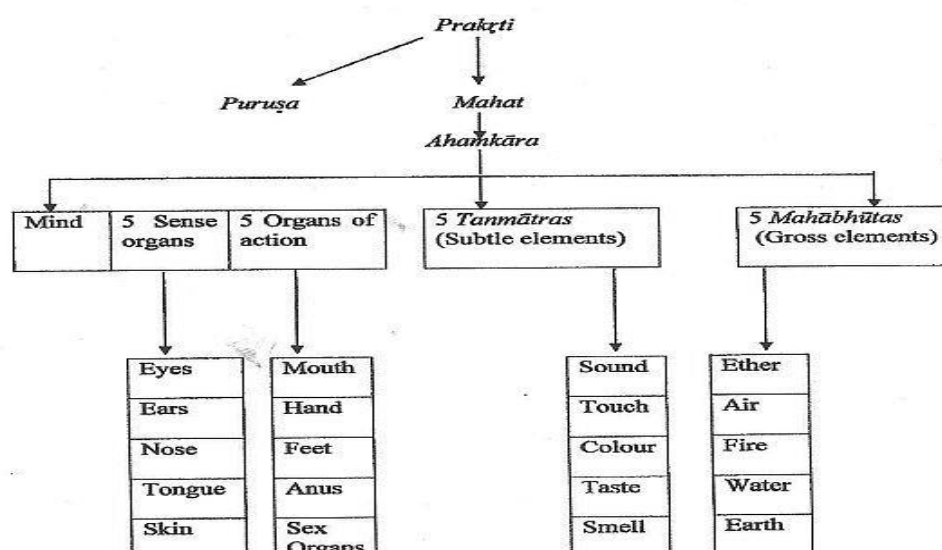 Prakṛti
Puruṣa
Mahat
Ahaṁkāra
Mind
5 Sense
organs
5 Organs of
action
5 Tanmātras
(Subtle elements)
5 Mahābhūtas
(Gross elements)
Eyes
Ears
Nose
Tongue
Skin
Mouth
Hand
Feet
Anus
Sex
Organs
Sound
Touch
Colour
Taste
Smell
Ether
Air
Fire
Water
Earth